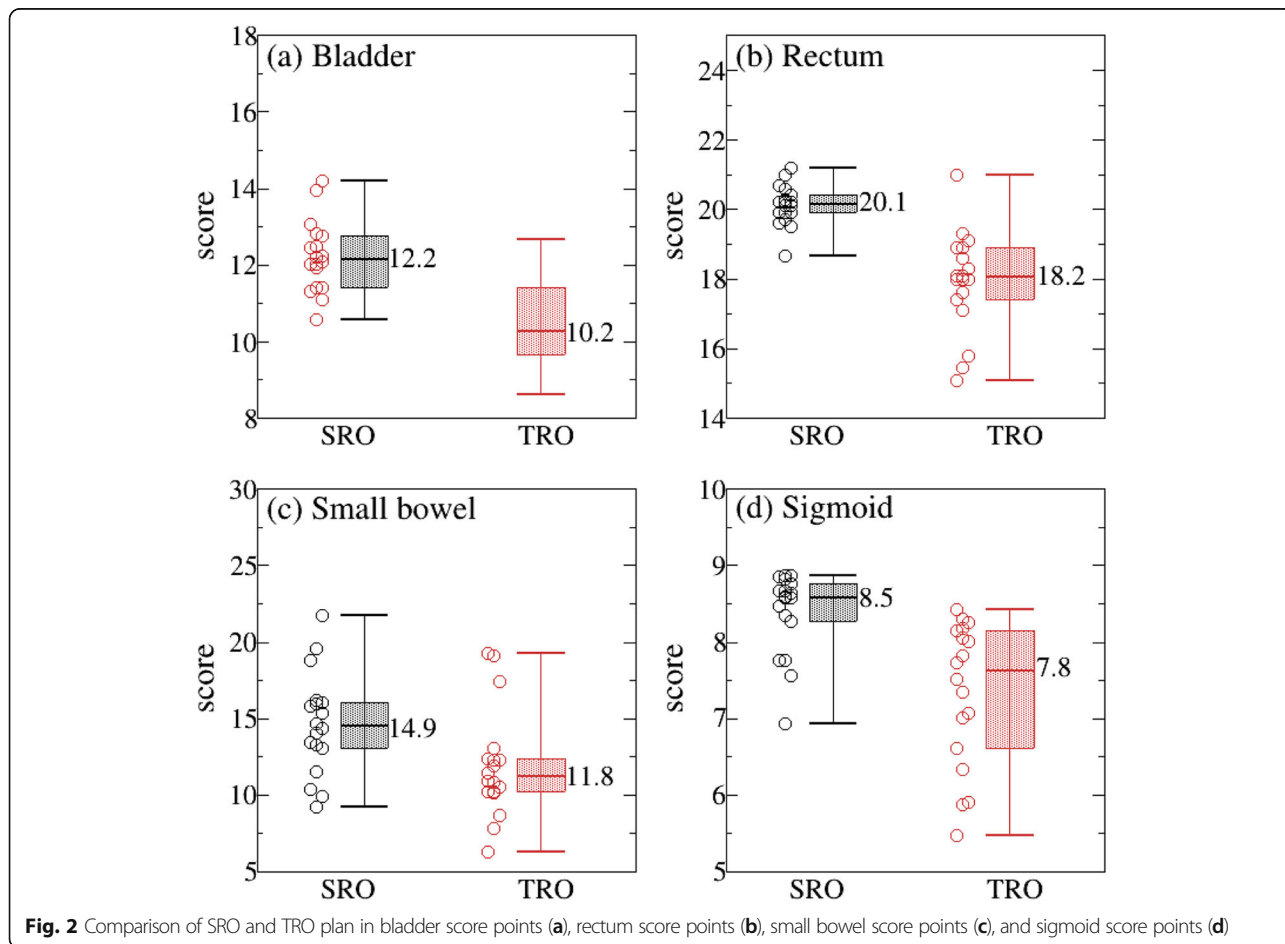 (a) Bladder
18
16
14
12
10
8
score
12.2
10.2
SRO TRO
(b) Rectum
24
22
20
18
16
14
score
20.1
18.2
SRO TRO
(c) Small bowel
30
25
20
15
10
5
score
14.9
11.8
SRO TRO
(d) Sigmoid
10
9
8
7
6
5
score
8.5
7.8
SRO TRO
Fig. 2 Comparison of SRO and TRO plan in bladder score points (a), rectum score points (b), small bowel score points (c), and sigmoid score points (d)